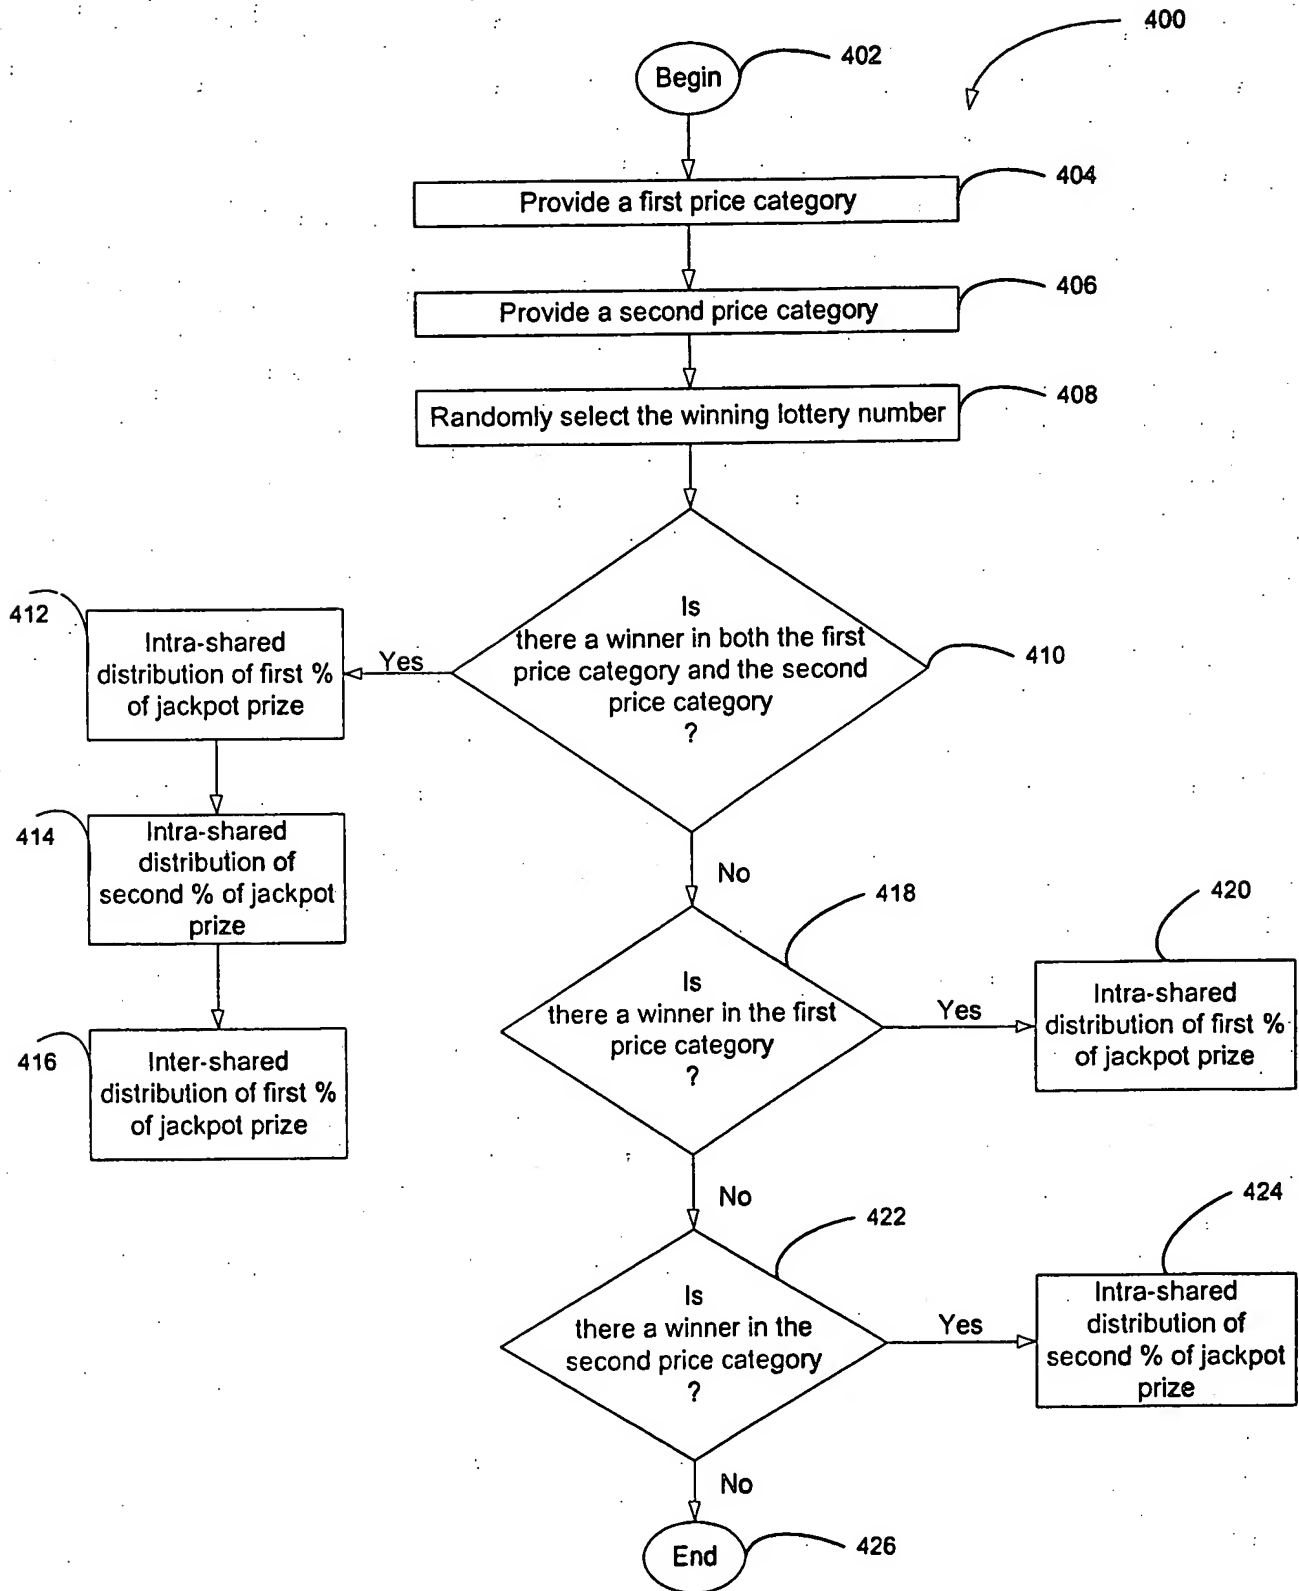 400
Begin
402
Provide a first price category
404
Provide a second price category
406
Randomly select the winning lottery number
408
Is
there a winner in both the first
price category and the second
price category
?
410
Yes
412
Intra-shared
distribution of first %
of jackpot prize
414
Intra-shared
distribution of
second % of jackpot
prize
416
Inter-shared
distribution of first %
of jackpot prize
No
418
Is
there a winner in the first
price category
?
Yes
420
Intra-shared
distribution of first %
of jackpot prize
No
422
Is
there a winner in the
second price category
?
Yes
424
Intra-shared
distribution of
second % of jackpot
prize
No
End
426